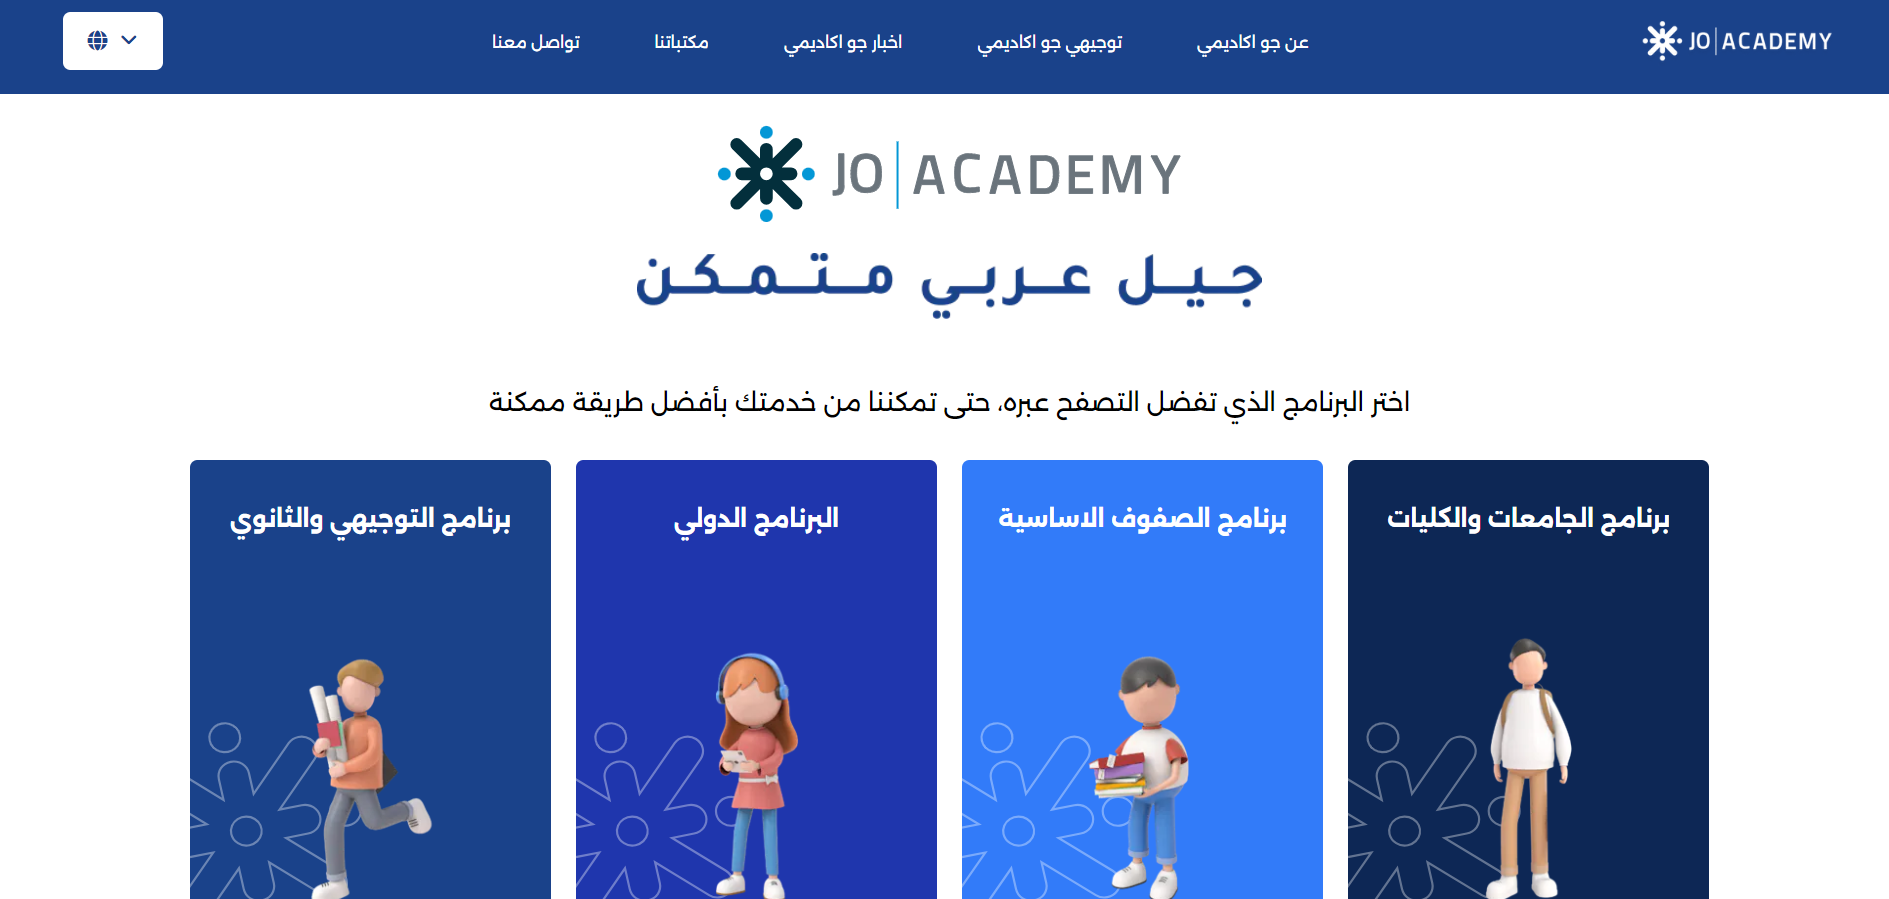 JO ACADEMY
عن جو اكاديمي
توجيهي جو اكاديمي
اخبار جو اكاديمي
مكتباتنا
تواصل معنا
JO ACADEMY
جيل عربي متمكن
اختر البرنامج الذي تفضل التصفح عبره، حتى تمكننا من خدمتك بأفضل طريقة ممكنة
برنامج الجامعات والكليات
برنامج الصفوف الاساسية
البرنامج الدولي
برنامج التوجيهي والثانوي